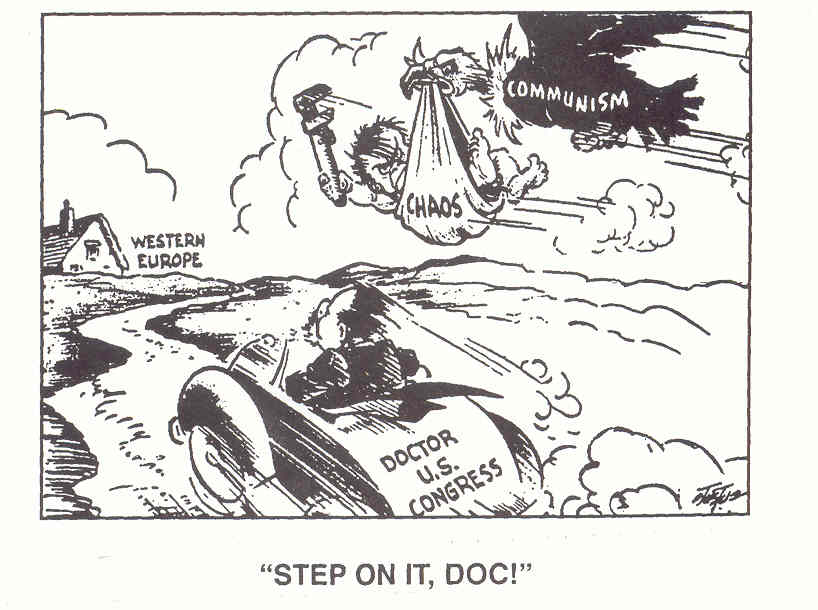 COMMUNISM
CHAOS
WESTERN
EUROPE
DOCTOR
U.S.
CONGRESS
"STEP ON IT, DOC!"